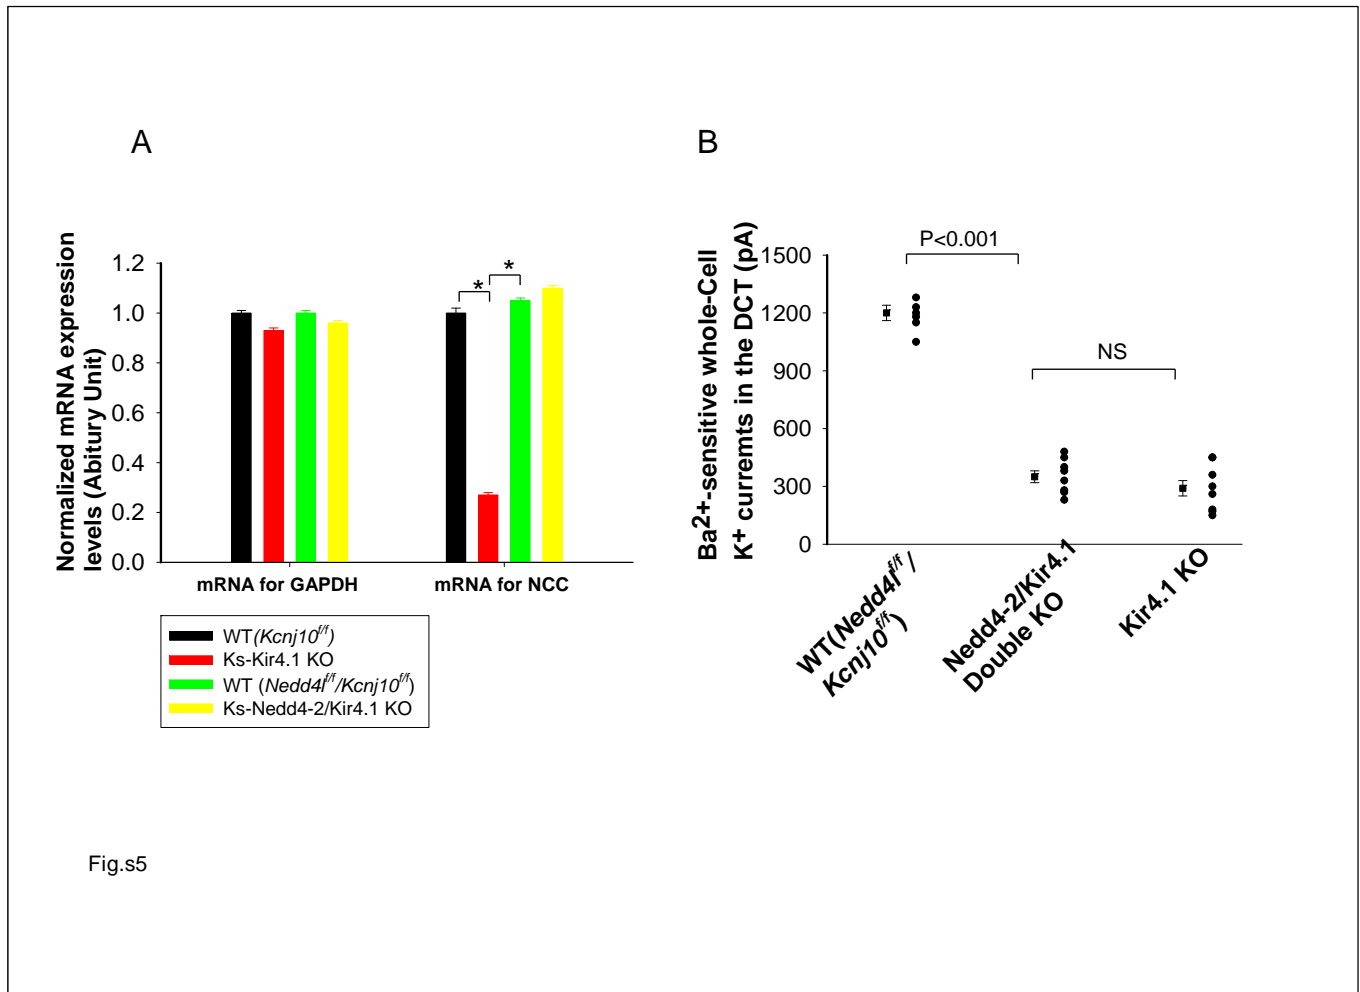 A
B
Normalized mRNA expression
levels (Abitury Unit)
1.2
1.0
0.8
0.6
0.4
0.2
0.0
*
*
mRNA for GAPDH
mRNA for NCC
WT(Kcnj10f/f)
Ks-Kir4.1 KO
WT (Nedd4lf/f/Kcnj10f/f)
Ks-Nedd4-2/Kir4.1 KO
Ba2+-sensitive whole-Cell
K+ curremts in the DCT (pA)
1500
1200
900
600
300
0
P<0.001
NS
WT(Nedd4lf/f/
Kcnj10f/f)
Nedd4-2/Kir4.1
Double KO
Kir4.1 KO
Fig.s5